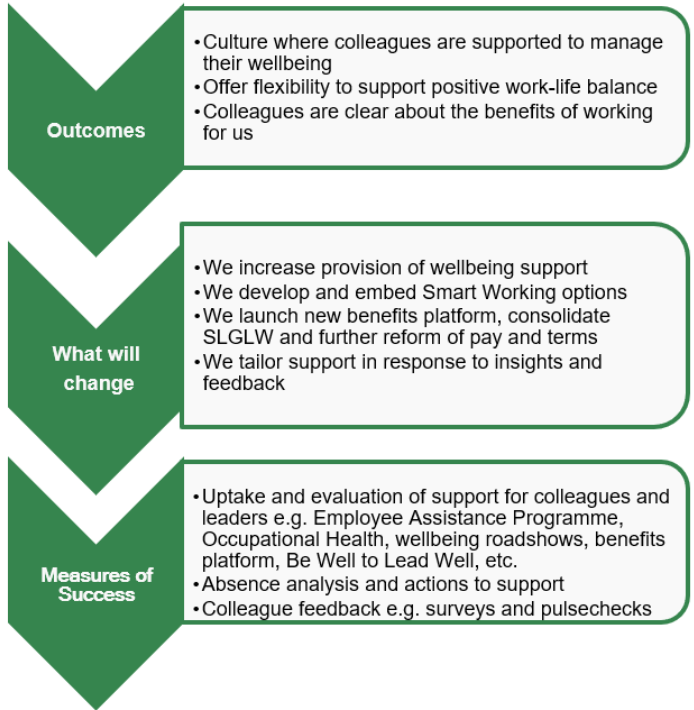 Outcomes
•Culture where colleagues are supported to manage
their wellbeing
•Offer flexibility to support positive work-life balance
•Colleagues are clear about the benefits of working
for us
What will
change
•We increase provision of wellbeing support
•We develop and embed Smart Working options
•We launch new benefits platform, consolidate
SLGLW and further reform of pay and terms
•We tailor support in response to insights and
feedback
Measures of
Success
•Uptake and evaluation of support for colleagues and
leaders e.g. Employee Assistance Programme,
Occupational Health, wellbeing roadshows, benefits
platform, Be Well to Lead Well, etc.
•Absence analysis and actions to support
•Colleague feedback e.g. surveys and pulsechecks